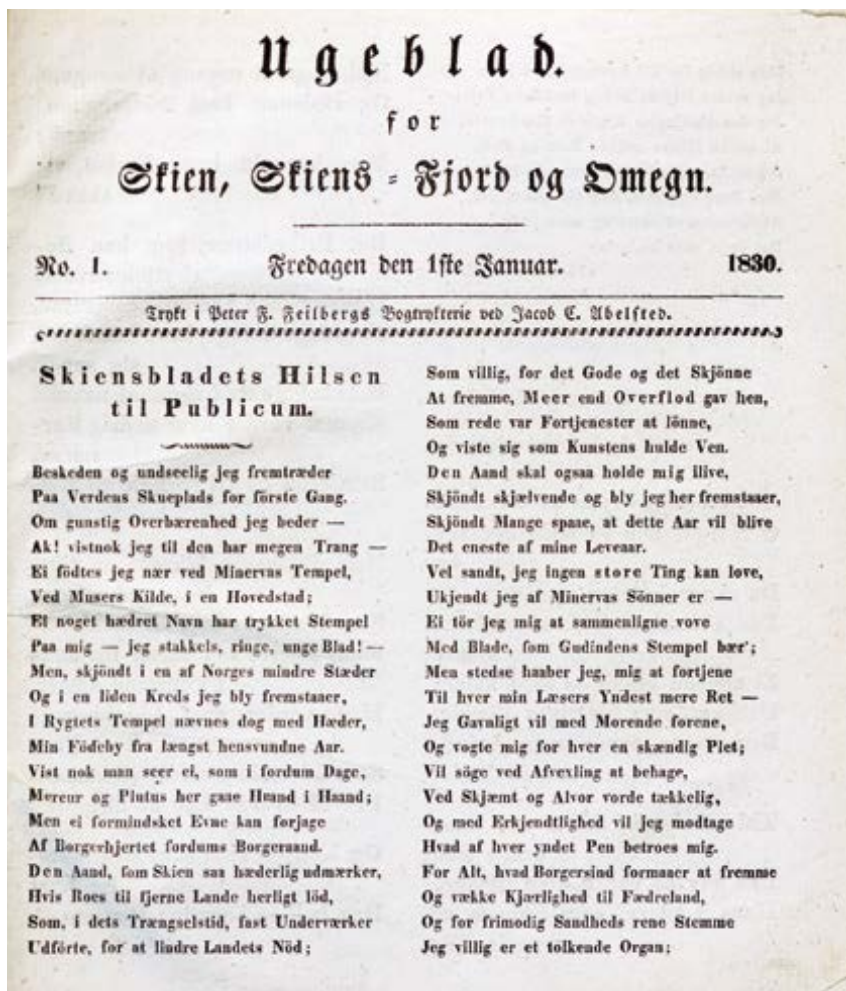 Ugeblad.
for
Skien, Skiens=Fjord og Omegn.
No. 1. Fredagen den 1ste Januar. 1830.
Trykt i Peter F. Feilbergs Bogtrykkerie ved Jacob C. Abelsted.
Skiensbladets Hilsen
til Publicum.
Beskeden og undseelig jeg fremtræder
Paa Verdens Skueplads for förste Gang.
Om gunstig Overbærenhed jeg beder —
Ak! vistnok jeg til den har megen Trang —
Ei födtes jeg nær ved Minervas Tempel,
Ved Musers Kilde, i en Hovedstad;
Ei noget hædret Navn har trykket Stempel
Paa mig — jeg stakkels, ringe, unge Blad! —
Men, skjöndt i en af Norges mindre Stæder
Og i en liden Kreds jeg bly fremstaaer,
I Rygtets Tempel nævnes dog med Hæder,
Min Födeby fra længst hensvundne Aar.
Vist nok man seer ei, som i fordum Dage,
Mercur og Plutus her gaae Haand i Haand;
Men ei formindsket Evne kan forjage
Af Borgerhjertet fordums Borgeraand.
Den Aand, som Skien saa hæderlig udmærker,
Hvis Roes til fjerne Lande herligt löd,
Som, i dets Trængselstid, fast Underværker
Udförte, for at lindre Landets Nöd;
Som villig, for det Gode og det Skjönne
At fremme, Meer end Overflod gav hen,
Som rede var Fortjenester at lönne,
Og viste sig som Kunstens hulde Ven.
Den Aand skal ogsaa holde mig ilive,
Skjöndt skjælvende og bly jeg her fremstaaer,
Skjöndt Mange spaae, at dette Aar vil blive
Det eneste af mine Leveaar.
Vel sandt, jeg ingen store Ting kan love,
Ukjendt jeg af Minervas Sönner er —
Ei tör jeg mig at sammenligne vove
Med Blade, som Gudindens Stempel bær';
Men stedse haaber jeg, mig at fortjene
Til hver min Læsers Yndest mere Ret —
Jeg Gavnligt vil med Morende forene,
Og vogte mig for hver en skændig Plet;
Vil söge ved Afvexling at behage,
Ved Skjæmt og Alvor vorde tækkelig,
Og med Erkjendtlighed vil jeg modtage
Hvad af hver yndet Pen betroes mig.
For Alt, hvad Borgersind formaner at fremme
Og vække Kjærlighed til Fædreland,
Og for frimodig Sandheds rene Stemme
Jeg villig er et tolkende Organ;